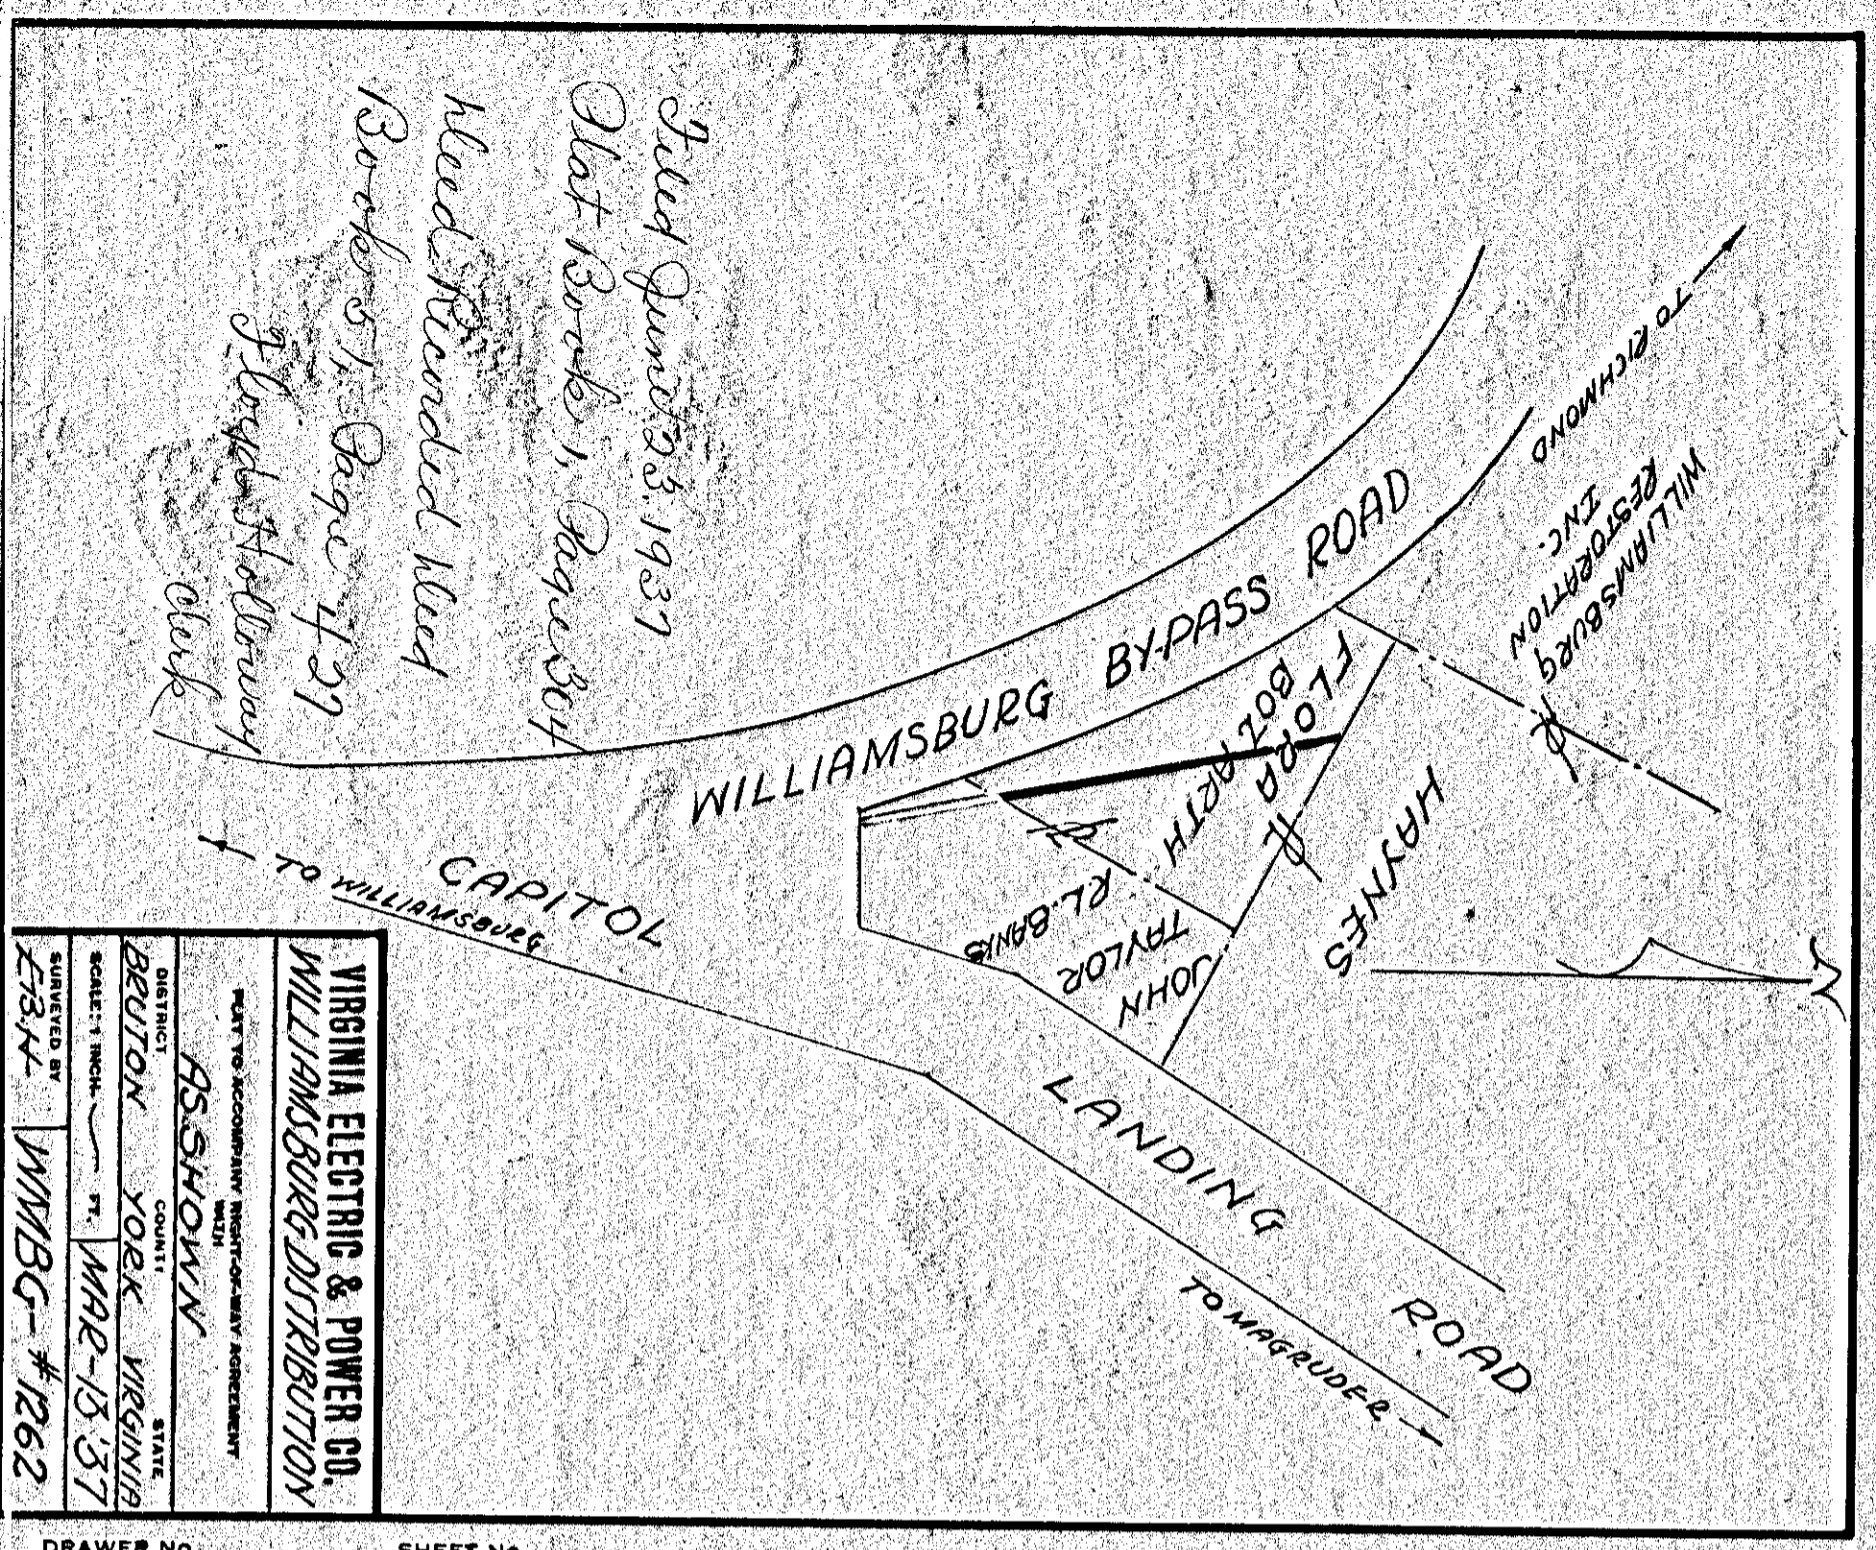 Filed June 23, 1937
Plat Book 1, Page 304
Deed Recorded Deed
Book 51, Page 427
Floyd Holloway
Clerk
TO RICHMOND
WILLIAMSBURG
RESTORATION
INC.
WILLIAMSBURG BY-PASS ROAD
FLORA
BOZARTH
HAYNES
R.L. BANKS
JOHN
TAYLOR
CAPITOL LANDING ROAD
TO WILLIAMSBURG
TO MAGRUDER
VIRGINIA ELECTRIC & POWER CO.
WILLIAMSBURG DISTRIBUTION
PLAT TO ACCOMPANY RIGHT-OF-WAY AGREEMENT
WITH
AS SHOWN
DISTRICT COUNTY STATE
BRUTON YORK VIRGINIA
SCALE: 1 INCH FT. MAR-15-'37
SURVEYED BY
E.B.H. WMBG-#1262
DRAWER NO.
SHEET NO.